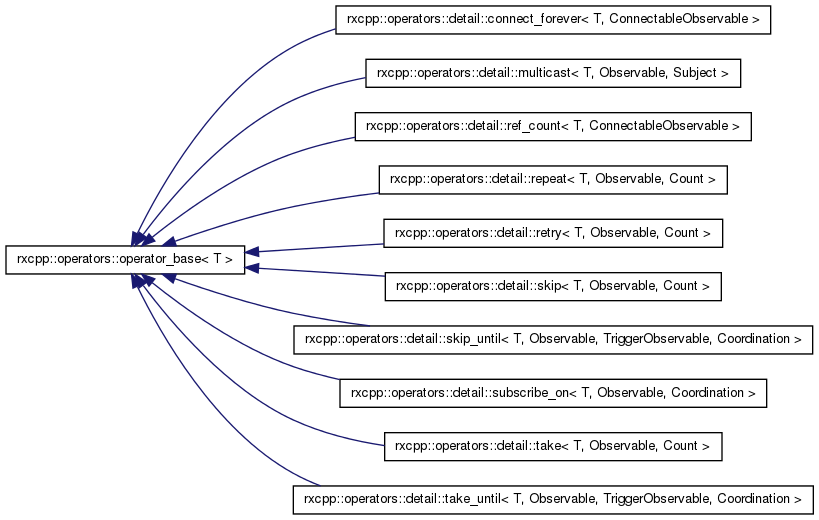 rxcpp::operators::detail::connect_forever< T, ConnectableObservable >
rxcpp::operators::detail::multicast< T, Observable, Subject >
rxcpp::operators::detail::ref_count< T, ConnectableObservable >
rxcpp::operators::detail::repeat< T, Observable, Count >
rxcpp::operators::detail::retry< T, Observable, Count >
rxcpp::operators::operator_base< T >
rxcpp::operators::detail::skip< T, Observable, Count >
rxcpp::operators::detail::skip_until< T, Observable, TriggerObservable, Coordination >
rxcpp::operators::detail::subscribe_on< T, Observable, Coordination >
rxcpp::operators::detail::take< T, Observable, Count >
rxcpp::operators::detail::take_until< T, Observable, TriggerObservable, Coordination >